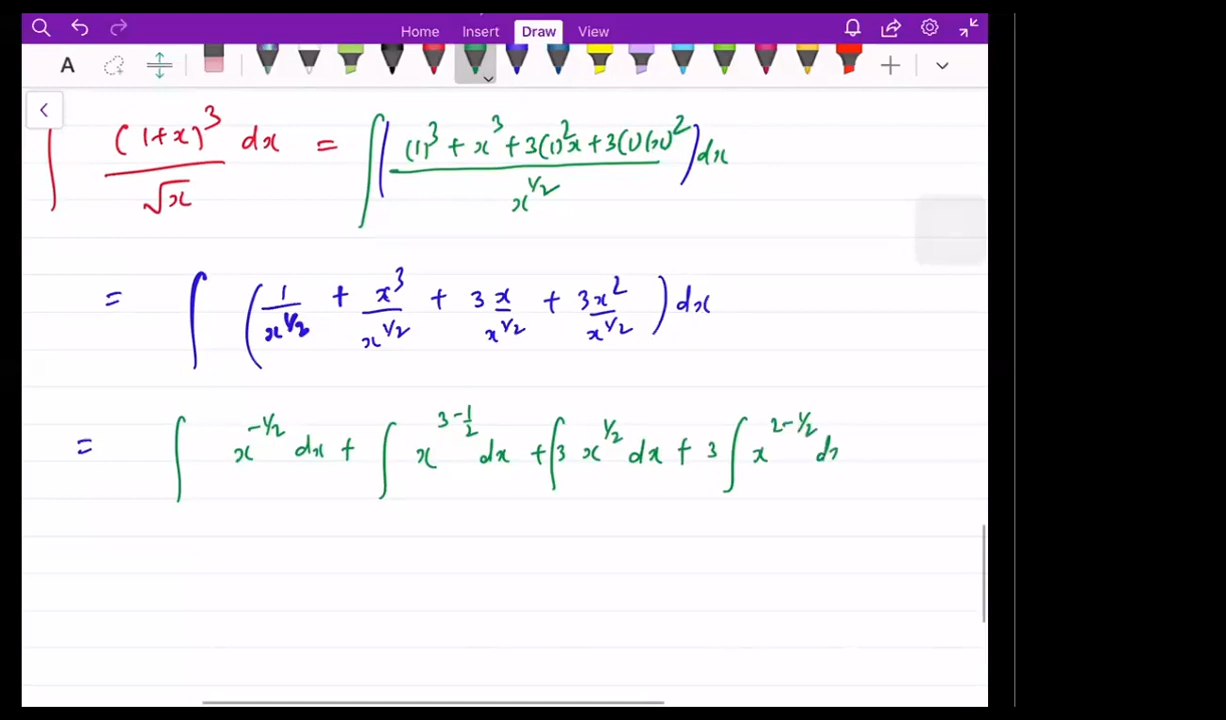 Home Insert Draw View
A
∫ (1+x)³/√x dx = ∫ ((1)³ + x³ + 3(1)²x + 3(1)(x)²)/x^½ dx
= ∫ (1/x^½ + x³/x^½ + 3x/x^½ + 3x²/x^½) dx
= ∫ x^-½ dx + ∫ x^(3-½) dx + ∫3 x^½ dx + 3∫ x^(2-½) dx